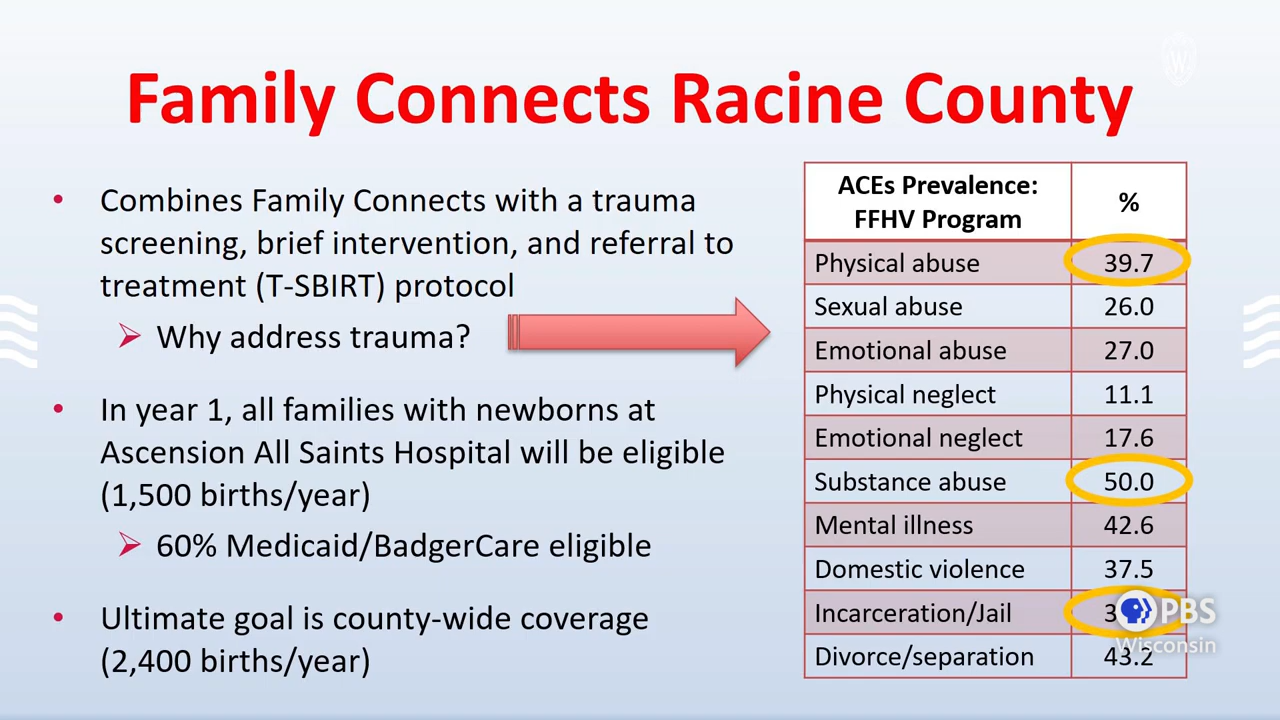 Family Connects Racine County
• Combines Family Connects with a trauma
screening, brief intervention, and referral to
treatment (T-SBIRT) protocol
➢ Why address trauma?
• In year 1, all families with newborns at
Ascension All Saints Hospital will be eligible
(1,500 births/year)
➢ 60% Medicaid/BadgerCare eligible
• Ultimate goal is county-wide coverage
(2,400 births/year)
ACEs Prevalence:
FFHV Program %
Physical abuse 39.7
Sexual abuse 26.0
Emotional abuse 27.0
Physical neglect 11.1
Emotional neglect 17.6
Substance abuse 50.0
Mental illness 42.6
Domestic violence 37.5
Incarceration/Jail
Divorce/separation 43.2
W
PBS
Wisconsin